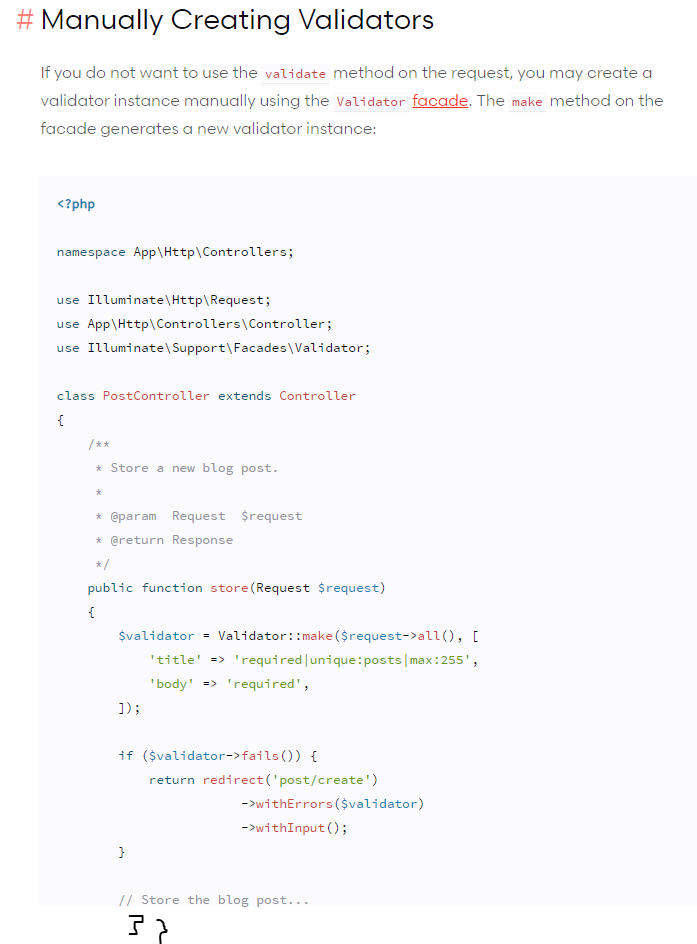 # Manually Creating Validators
If you do not want to use the validate method on the request, you may create a
validator instance manually using the Validator facade. The make method on the
facade generates a new validator instance:
<?php
namespace App\Http\Controllers;
use Illuminate\Http\Request;
use App\Http\Controllers\Controller;
use Illuminate\Support\Facades\Validator;
class PostController extends Controller
{
/**
* Store a new blog post.
*
* @param  Request  $request
* @return Response
*/
public function store(Request $request)
{
$validator = Validator::make($request->all(), [
'title' => 'required|unique:posts|max:255',
'body' => 'required',
]);
if ($validator->fails()) {
return redirect('post/create')
->withErrors($validator)
->withInput();
}
// Store the blog post...
}